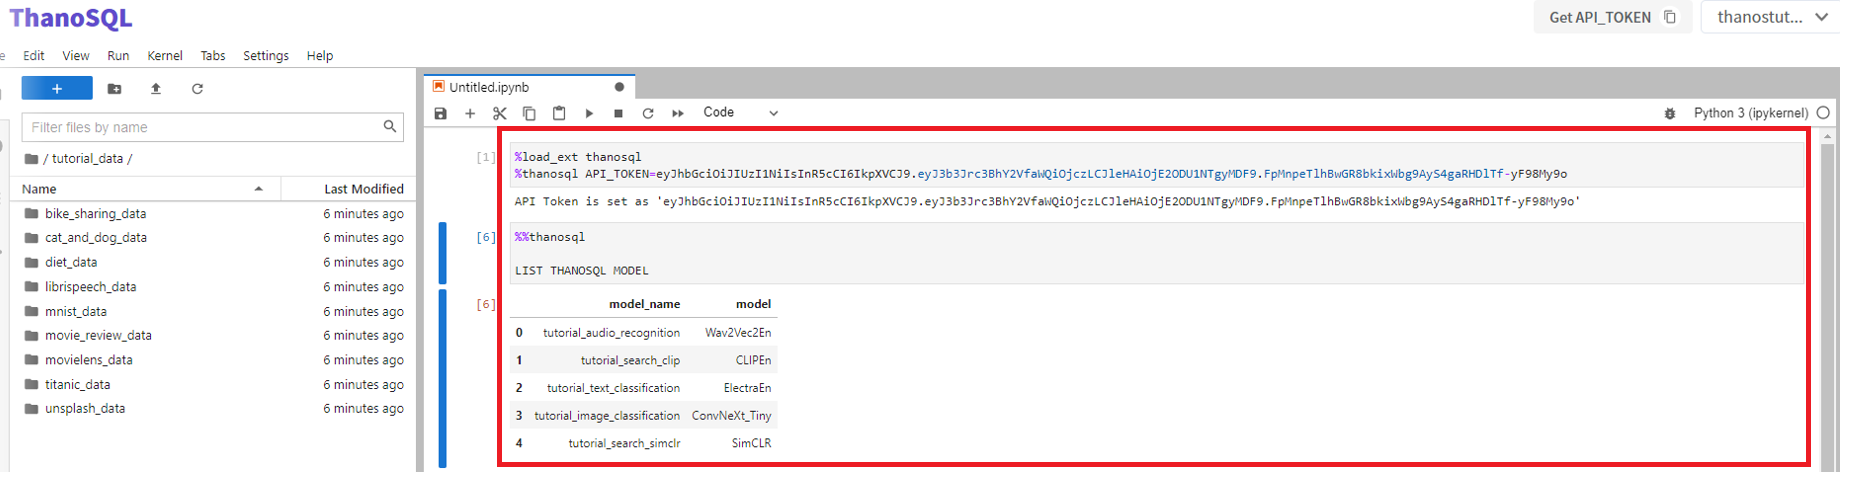 ThanoSQL
Get API_TOKEN
thanostut...
Edit View Run Kernel Tabs Settings Help
+
Untitled.ipynb
Code
Python 3 (ipykernel)
Filter files by name
/ tutorial_data /
Name Last Modified
bike_sharing_data 6 minutes ago
cat_and_dog_data 6 minutes ago
diet_data 6 minutes ago
librispeech_data 6 minutes ago
mnist_data 6 minutes ago
movie_review_data 6 minutes ago
movielens_data 6 minutes ago
titanic_data 6 minutes ago
unsplash_data 6 minutes ago
[1] %load_ext thanosql
%thanosql API_TOKEN=eyJhbGciOiJIUzI1NiIsInR5cCI6IkpXVCJ9.eyJ3b3Jrc3BhY2VfaWQiOjczLCJleHAiOjE2ODU1NTgyMDF9.FpMnpeTlhBwGR8bkixWbg9AyS4gaRHDlTf-yF98My9o
API Token is set as 'eyJhbGciOiJIUzI1NiIsInR5cCI6IkpXVCJ9.eyJ3b3Jrc3BhY2VfaWQiOjczLCJleHAiOjE2ODU1NTgyMDF9.FpMnpeTlhBwGR8bkixWbg9AyS4gaRHDlTf-yF98My9o'
[6] %%thanosql
LIST THANOSQL MODEL
[6] model_name model
0 tutorial_audio_recognition Wav2Vec2En
1 tutorial_search_clip CLIPEn
2 tutorial_text_classification ElectraEn
3 tutorial_image_classification ConvNeXt_Tiny
4 tutorial_search_simclr SimCLR